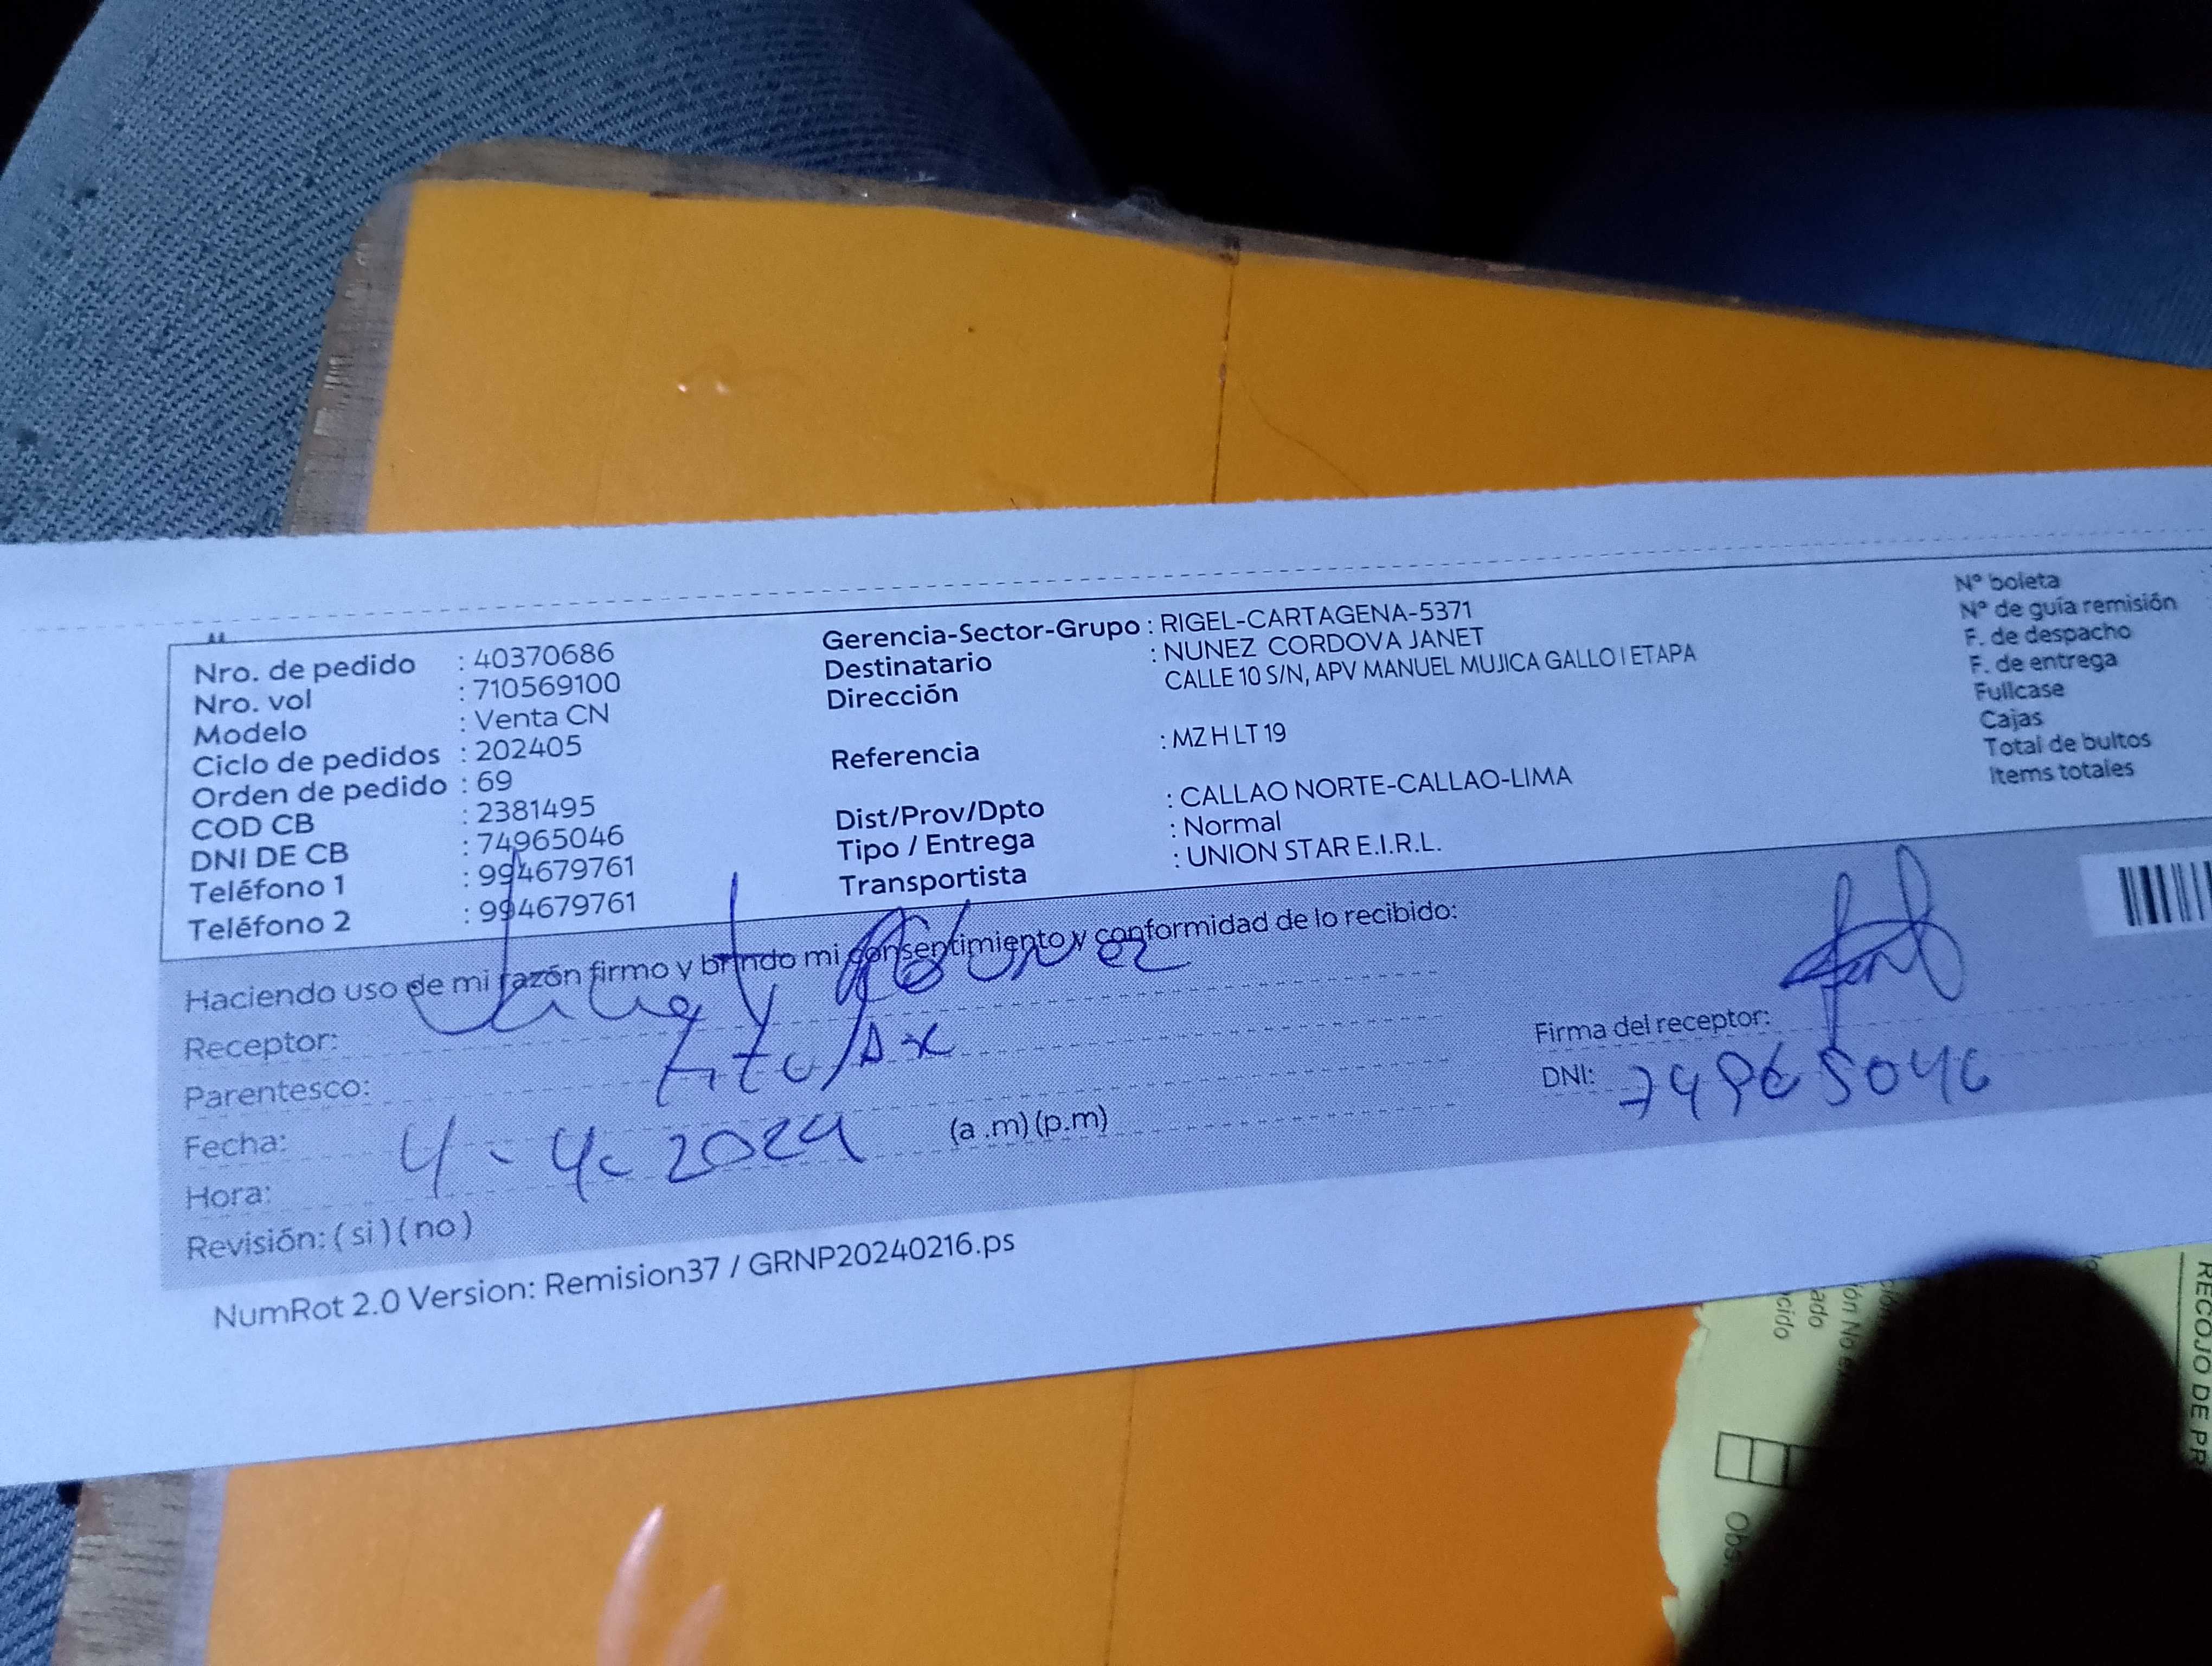 Nro. de pedido : 40370686
Nro. vol : 710569100
Modelo : Venta CN
Ciclo de pedidos : 202405
Orden de pedido : 69
COD CB : 2381495
DNI DE CB : 74965046
Teléfono 1 : 994679761
Teléfono 2 : 994679761
Gerencia-Sector-Grupo : RIGEL-CARTAGENA-5371
Destinatario : NUNEZ CORDOVA JANET
Dirección CALLE 10 S/N, APV MANUEL MUJICA GALLO I ETAPA
Referencia : MZ H LT 19
Dist/Prov/Dpto : CALLAO NORTE-CALLAO-LIMA
Tipo / Entrega : Normal
Transportista : UNION STAR E.I.R.L.
N° boleta
N° de guía remisión
F. de despacho
F. de entrega
Fullcase
Cajas
Total de bultos
Items totales
Haciendo uso de mi razón firmo y brindo mi consentimiento y conformidad de lo recibido:
Receptor: Janet Nuñez
Parentesco:
Fecha: 4-4-2024
Hora: (a .m) (p.m)
Revisión: ( si ) ( no )
Firma del receptor:
DNI: 74965046
NumRot 2.0 Version: Remision37 / GRNP20240216.ps
RECOJO DE PR